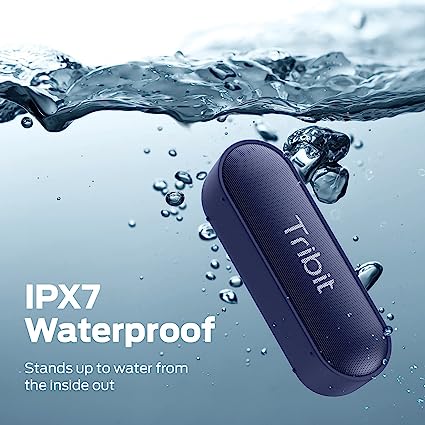 Tribit
IPX7
Waterproof
Stands up to water from
the inside out